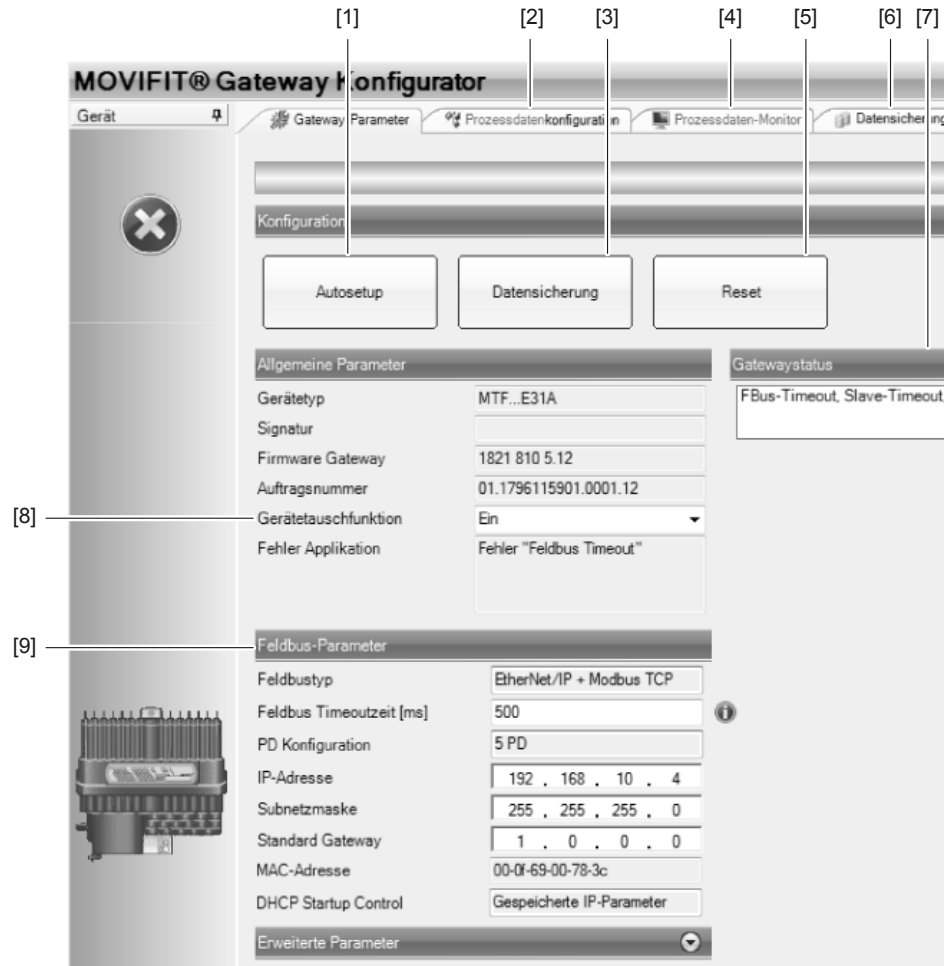 [1] [2] [3] [4] [5] [6] [7]
MOVIFIT® Gateway Konfigurator
Gerät
Gateway Parameter Prozessdatenkonfiguration Prozessdaten-Monitor Datensicherung
Konfiguration
Autosetup Datensicherung Reset
Allgemeine Parameter Gatewaystatus
Gerätetyp MTF...E31A FBus-Timeout, Slave-Timeout,
Signatur
Firmware Gateway 1821 810 5.12
Auftragsnummer 01.1796115901.0001.12
[8] Gerätetauschfunktion Ein
Fehler Applikation Fehler "Feldbus Timeout"
[9] Feldbus-Parameter
Feldbustyp EtherNet/IP + Modbus TCP
Feldbus Timeoutzeit [ms] 500
PD Konfiguration 5 PD
IP-Adresse 192 . 168 . 10 . 4
Subnetzmaske 255 . 255 . 255 . 0
Standard Gateway 1 . 0 . 0 . 0
MAC-Adresse 00-0f-69-00-78-3c
DHCP Startup Control Gespeicherte IP-Parameter
Erweiterte Parameter